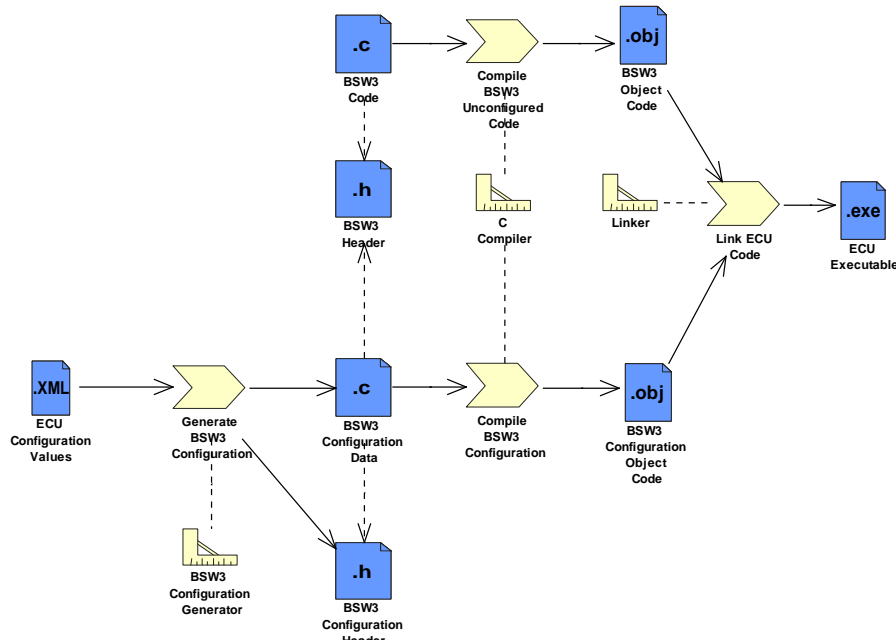 .c
BSW3
Code
Compile
BSW3
Unconfigured
Code
.obj
BSW3
Object
Code
.h
BSW3
Header
C
Compiler
Linker
Link ECU
Code
.exe
ECU
Executable
.XML
ECU
Configuration
Values
Generate
BSW3
Configuration
.c
BSW3
Configuration
Data
Compile
BSW3
Configuration
.obj
BSW3
Configuration
Object
Code
BSW3
Configuration
Generator
.h
BSW3
Configuration
Header